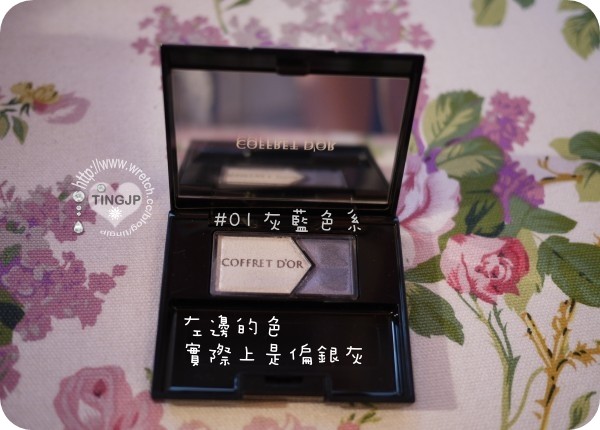 COFFRET D'OR
http://www.wretch.cc/blog/tingjp
TINGJP
#01 灰藍色系
COFFRET D'OR
左邊的色
實際上是偏銀灰